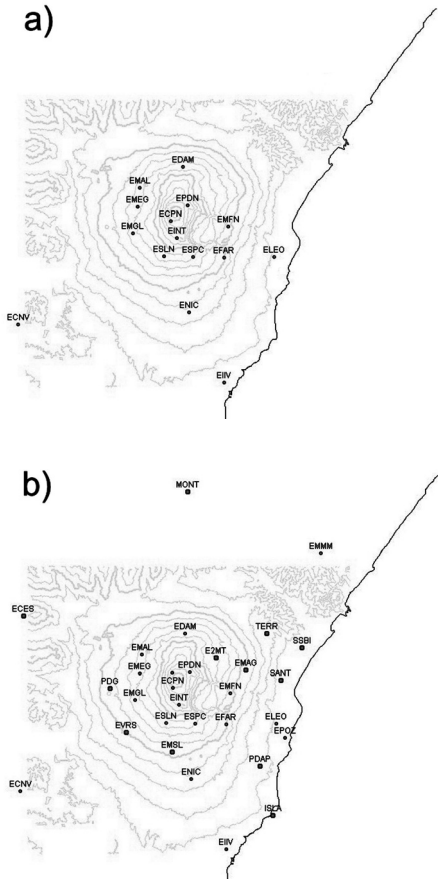 a)
EDAM
EMAL
EMEG
EPDN
ECPN
EMGL
EMFN
EINT
ESLN ESPC EFAR ELEO
ENIC
ECNV
EIIV
b)
MONT
EMMM
ECES
EDAM
TERR
SSBI
EMAL
E2MT
EMEG
EPDN
EMAG
SANT
PDG
ECPN
EMGL
EMFN
EINT
EVRS
ESLN ESPC EFAR ELEO
EPOZ
EMSL
PDAP
ENIC
ECNV
ISLA
EIIV